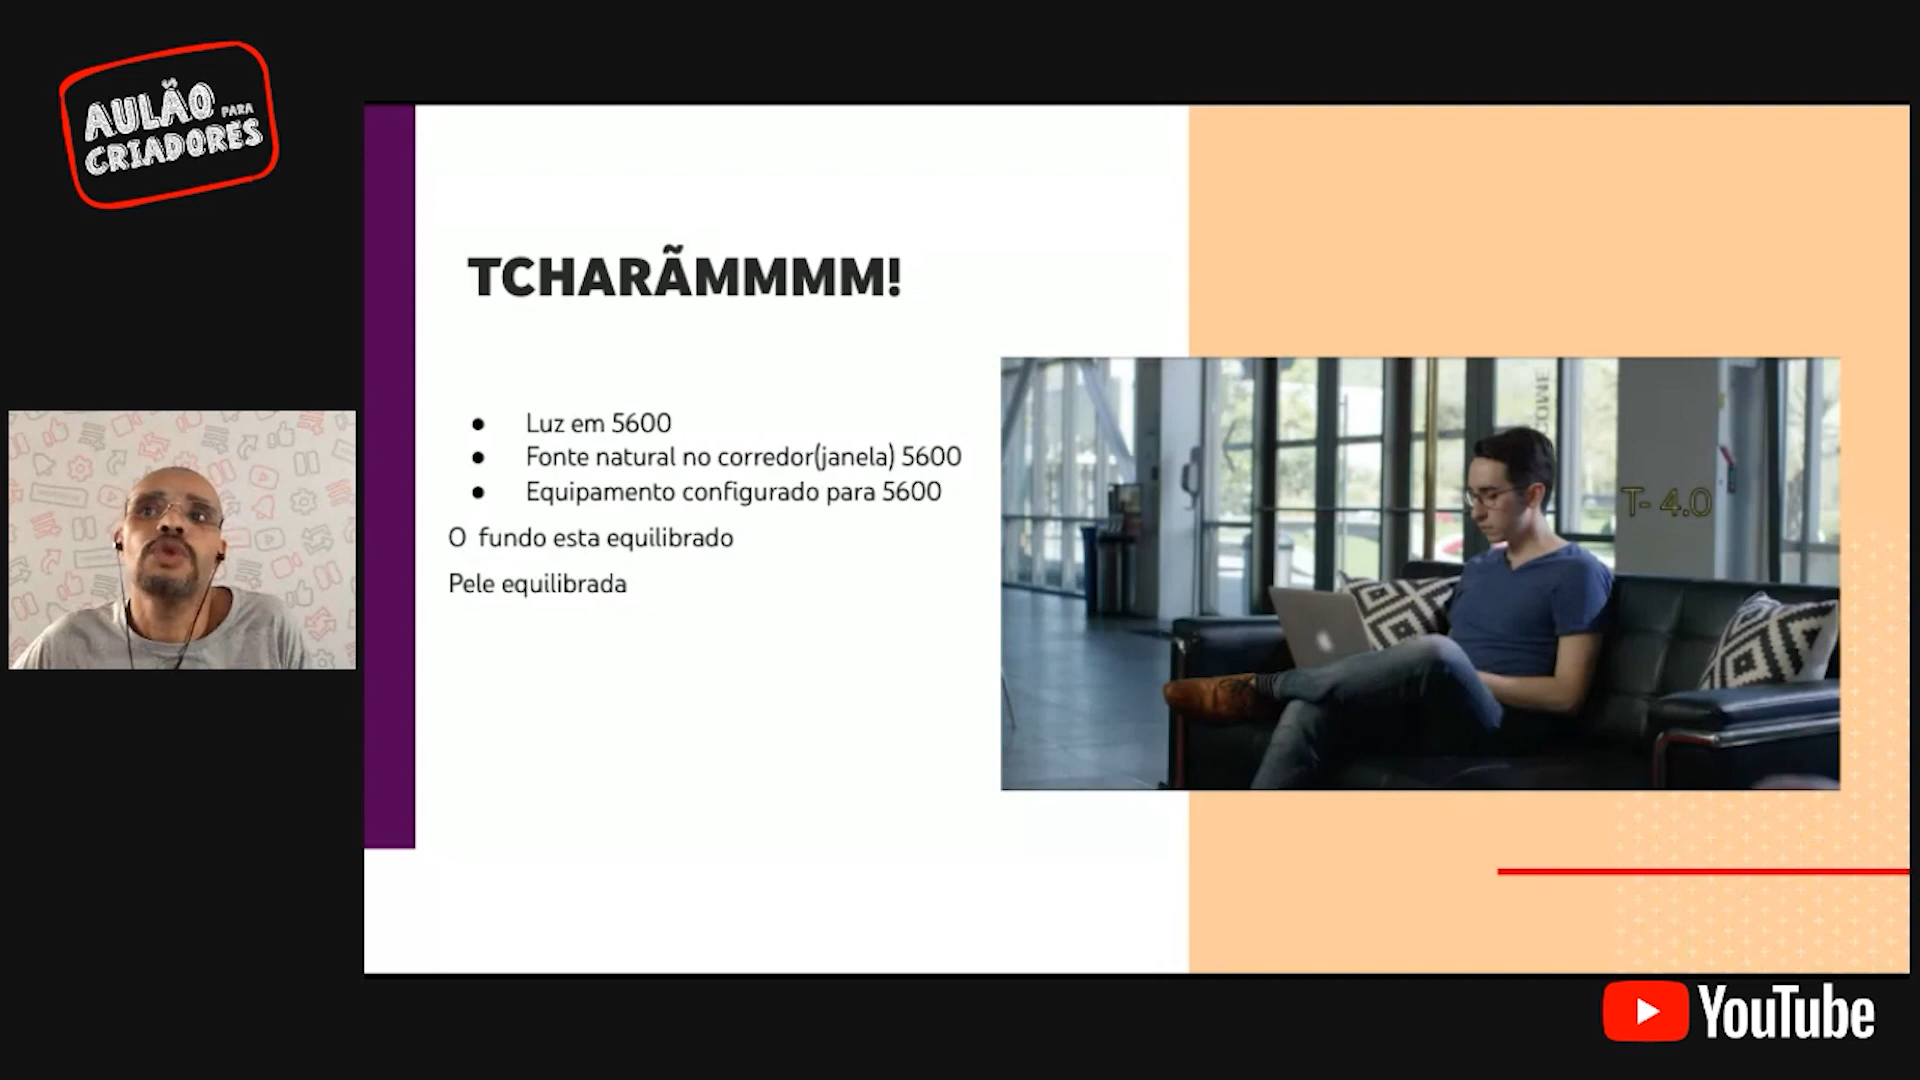 AULÃO PARA
CRIADORES
TCHARÃMMMM!
● Luz em 5600
● Fonte natural no corredor(janela) 5600
● Equipamento configurado para 5600
O fundo esta equilibrado
Pele equilibrada
T- 4.0
YouTube